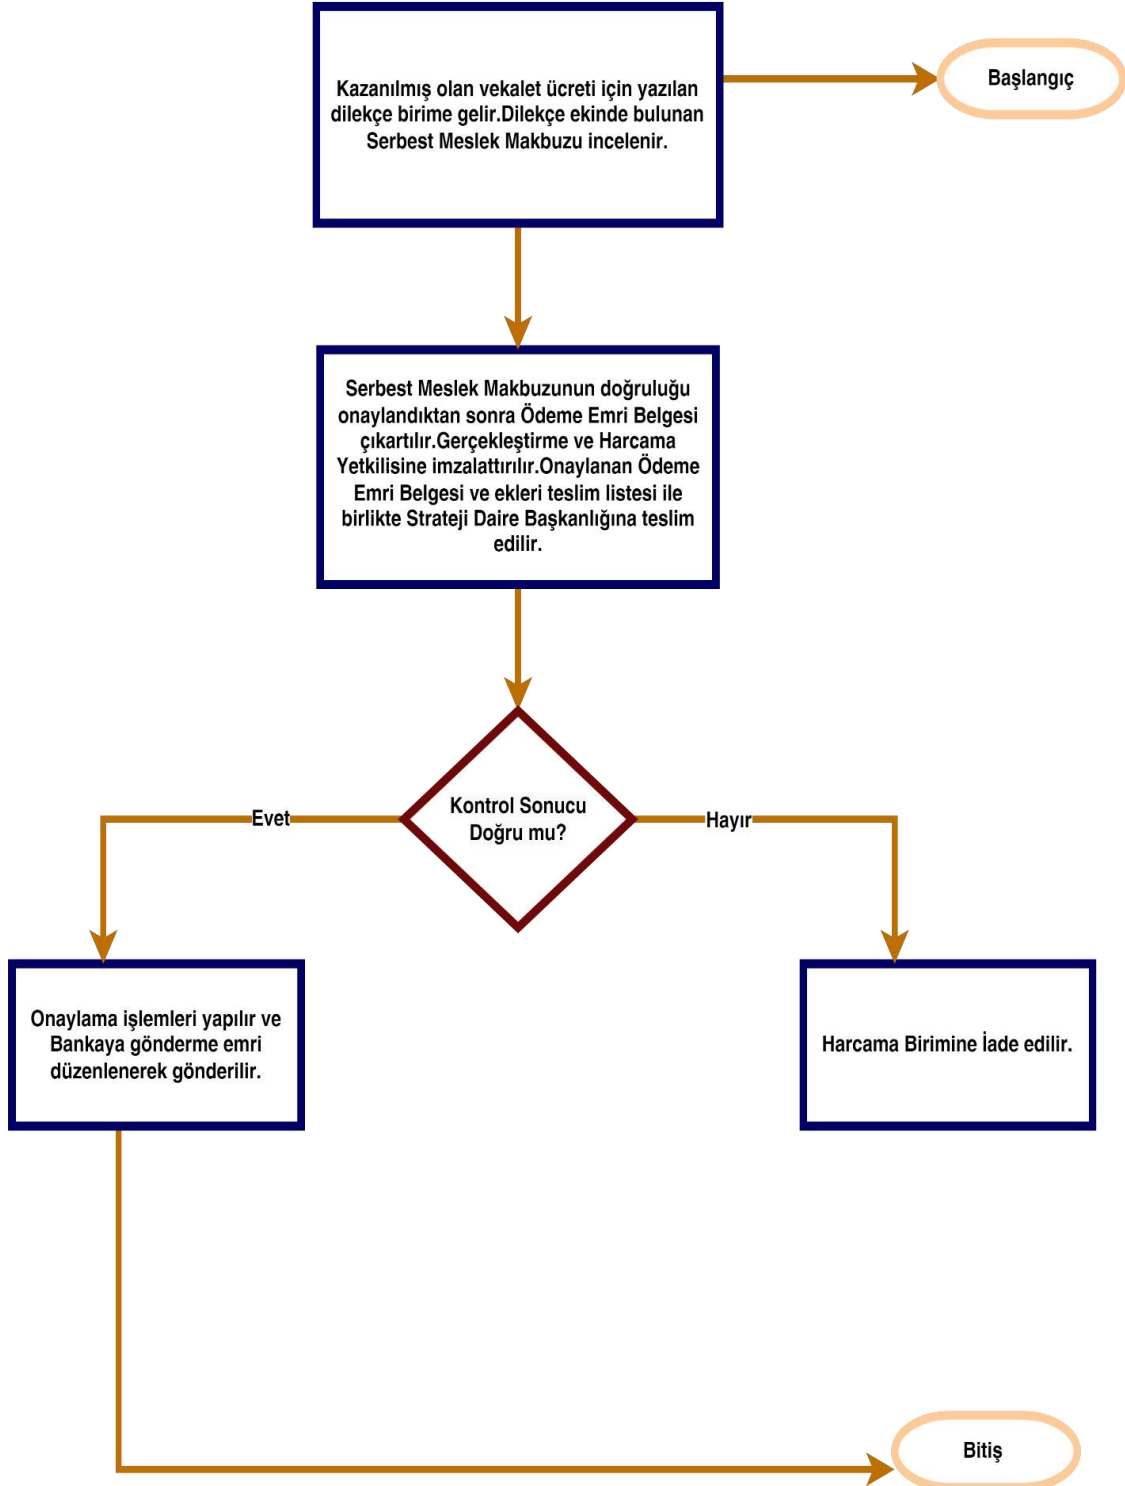 Kazanılmış olan vekalet ücreti için yazılan
dilekçe birime gelir.Dilekçe ekinde bulunan
Serbest Meslek Makbuzu incelenir.
Başlangıç
Serbest Meslek Makbuzunun doğruluğu
onaylandıktan sonra Ödeme Emri Belgesi
çıkartılır.Gerçekleştirme ve Harcama
Yetkilisine imzalattırılır.Onaylanan Ödeme
Emri Belgesi ve ekleri teslim listesi ile
birlikte Strateji Daire Başkanlığına teslim
edilir.
Kontrol Sonucu
Doğru mu?
Evet
Hayır
Onaylama işlemleri yapılır ve
Bankaya gönderme emri
düzenlenerek gönderilir.
Harcama Birimine İade edilir.
Bitiş